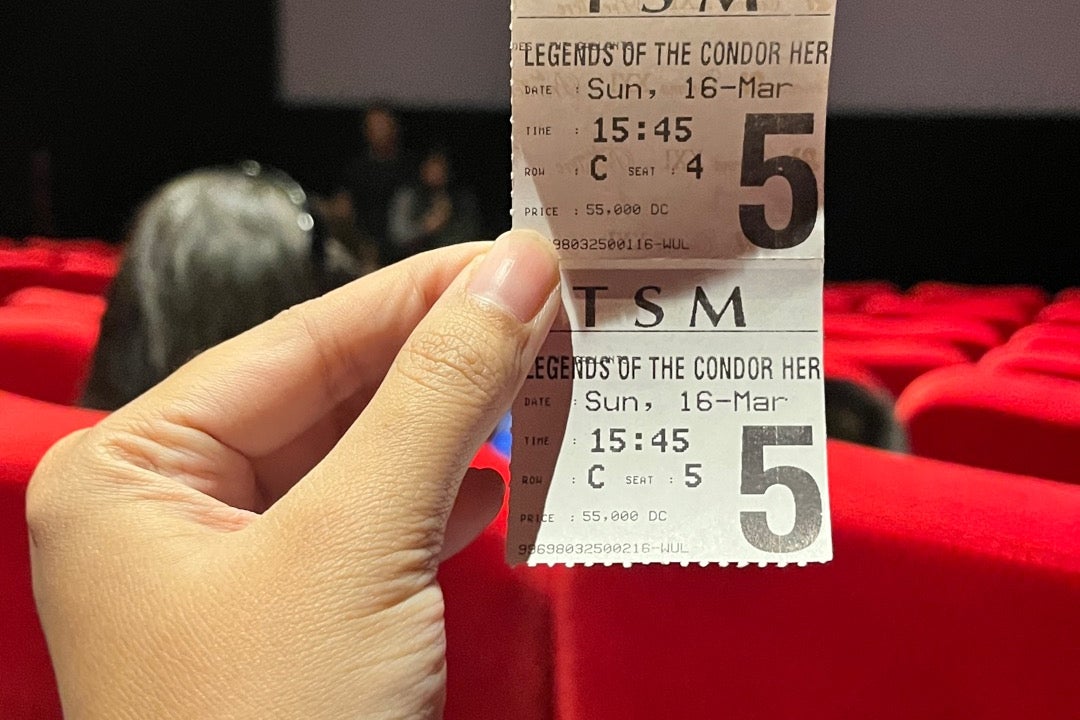 TSM
LEGENDS OF THE CONDOR HER
DATE : Sun, 16-Mar
TIME : 15:45
ROW : C SEAT : 4
5
PRICE : 55,000 DC
98032500116-WUL
TSM
LEGENDS OF THE CONDOR HER
DATE : Sun, 16-Mar
TIME : 15:45
ROW : C SEAT : 5
5
PRICE : 55,000 DC
99698032500216-WUL